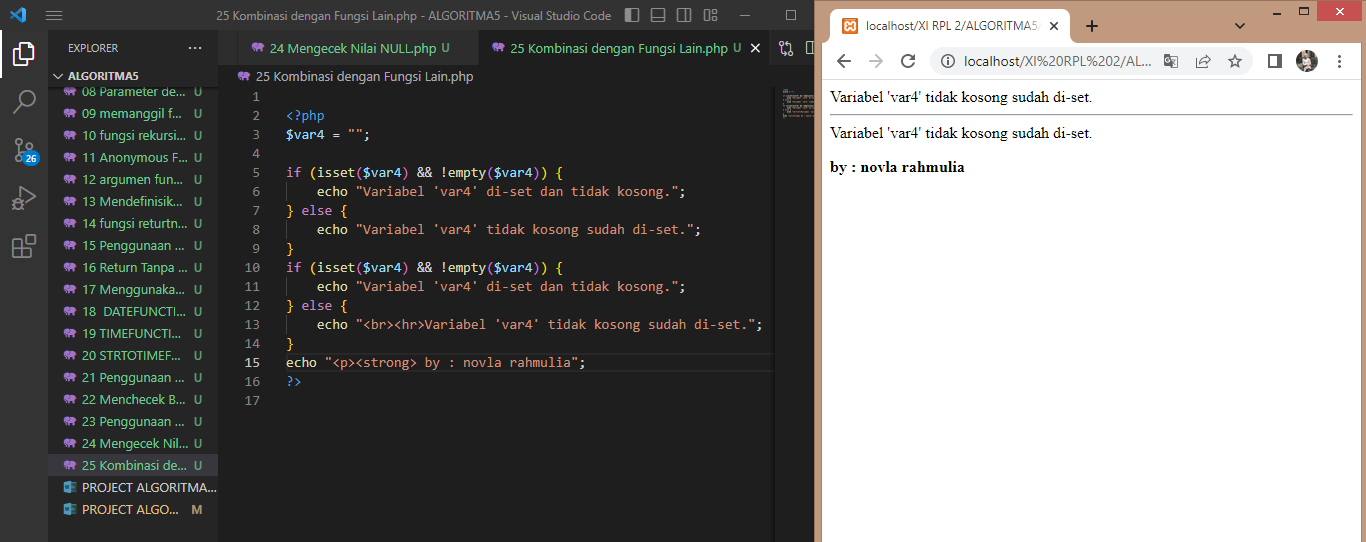 25 Kombinasi dengan Fungsi Lain.php - ALGORITMA5 - Visual Studio Code
EXPLORER
ALGORITMA5
08 Parameter de... U
09 memanggil f... U
10 fungsi rekursi... U
11 Anonymous F... U
12 argumen fun... U
13 Mendefinisik... U
14 fungsi returtn... U
15 Penggunaan ... U
16 Return Tanpa ... U
17 Menggunaka... U
18 DATEFUNCTI... U
19 TIMEFUNCTIO... U
20 STRTOTIMEF... U
21 Penggunaan ... U
22 Menchecek B... U
23 Penggunaan ... U
24 Mengecek Nil... U
25 Kombinasi de... U
PROJECT ALGORITMA...
PROJECT ALGO... M
26
24 Mengecek Nilai NULL.php U
25 Kombinasi dengan Fungsi Lain.php U
25 Kombinasi dengan Fungsi Lain.php
1
2 <?php
3 $var4 = "";
4
5 if (isset($var4) && !empty($var4)) {
6 echo "Variabel 'var4' di-set dan tidak kosong.";
7 } else {
8 echo "Variabel 'var4' tidak kosong sudah di-set.";
9 }
10 if (isset($var4) && !empty($var4)) {
11 echo "Variabel 'var4' di-set dan tidak kosong.";
12 } else {
13 echo "<br><hr>Variabel 'var4' tidak kosong sudah di-set.";
14 }
15 echo "<p><strong> by : novla rahmulia";
16 ?>
17
localhost/XI RPL 2/ALGORITMA5/
localhost/XI%20RPL%202/AL...
Variabel 'var4' tidak kosong sudah di-set.
Variabel 'var4' tidak kosong sudah di-set.
by : novla rahmulia